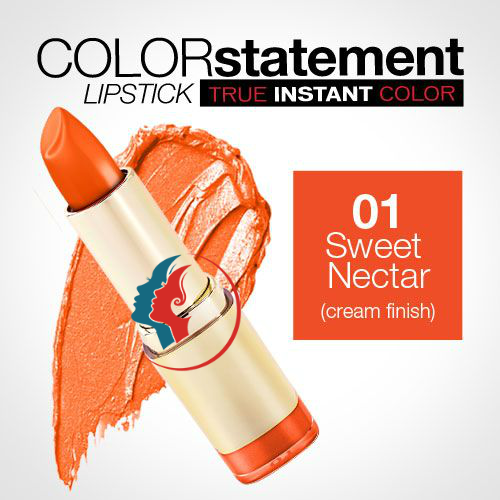 COLORstatement
LIPSTICK TRUE INSTANT COLOR
01
Sweet
Nectar
(cream finish)